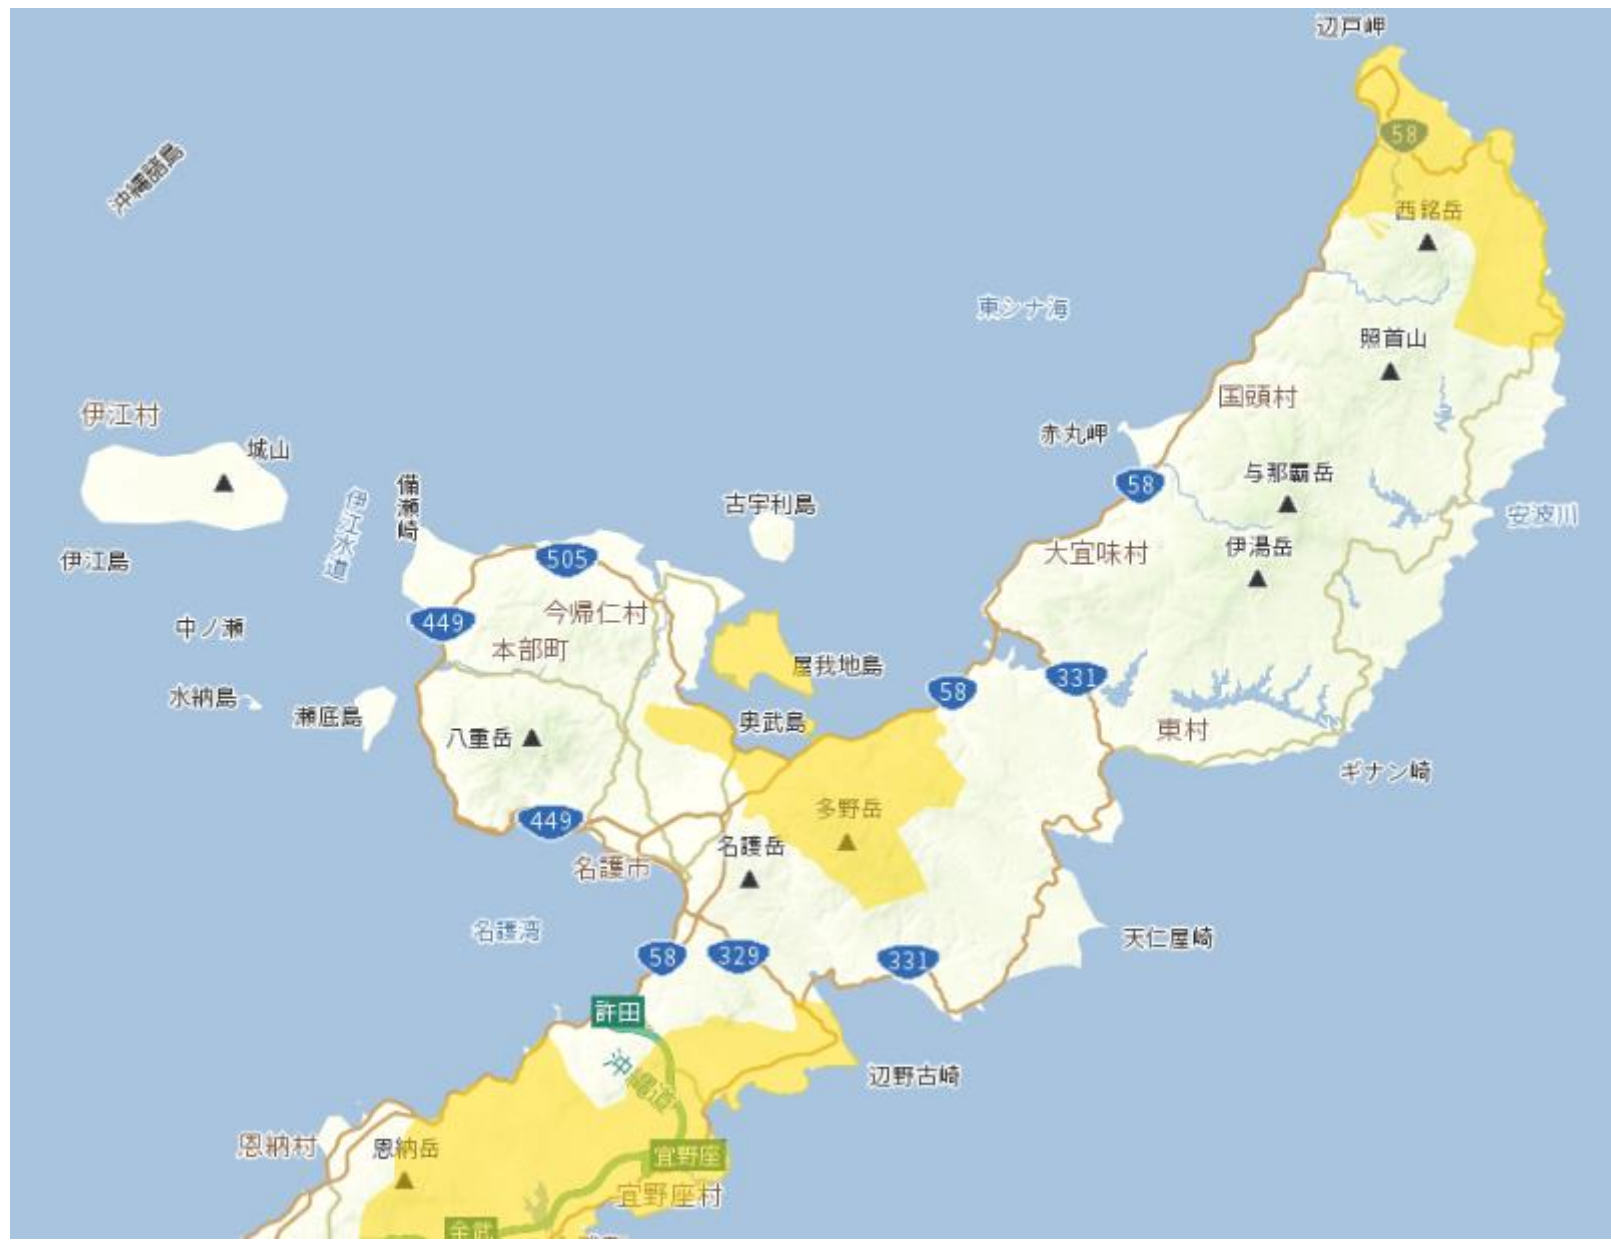 辺戸岬
58
沖縄諸島
西銘岳
東シナ海
照首山
国頭村
伊江村
赤丸岬
城山
与那覇岳
58
備瀬崎
伊江水道
古宇利島
安波川
伊湯岳
大宜味村
505
伊江島
今帰仁村
449
中ノ瀬
本部町
屋我地島
331
58
水納島
瀬底島
奥武島
東村
八重岳
ギナン崎
多野岳
449
名護岳
名護市
名護湾
天仁屋崎
58
329
331
許田
沖縄道
辺野古崎
恩納村
恩納岳
宜野座
宜野座村
金武